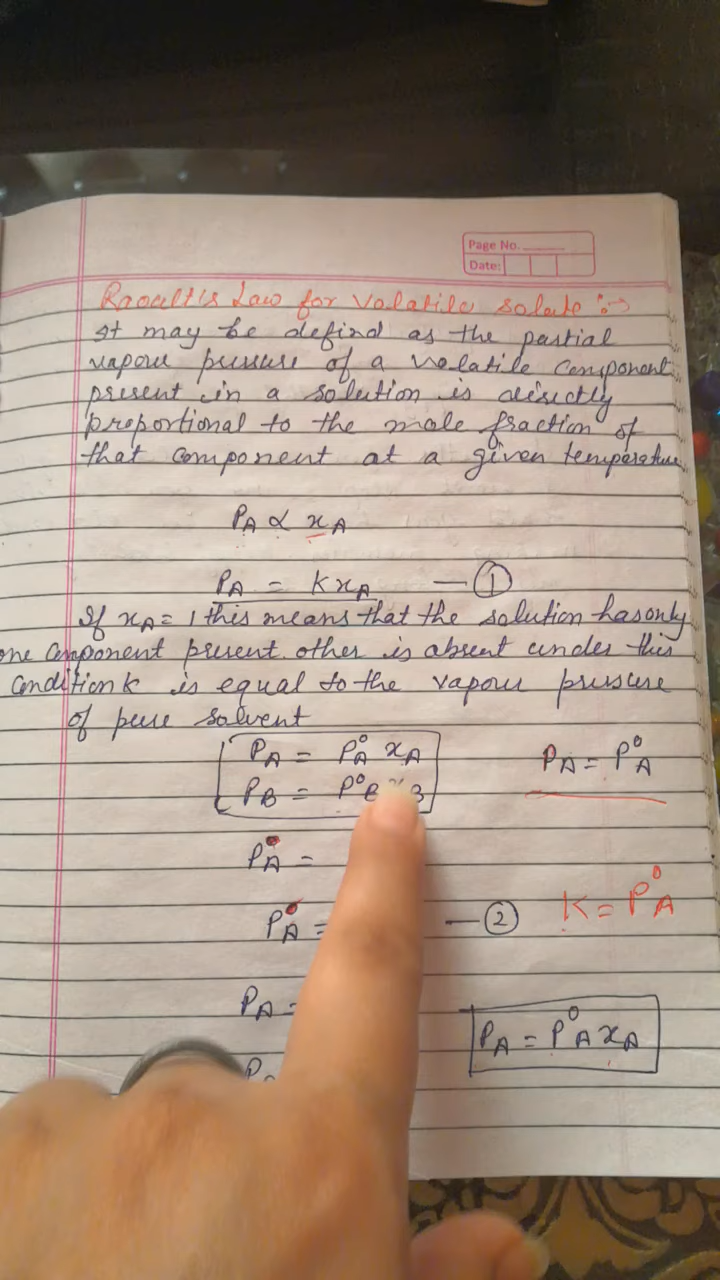 Page No.
Date:
Raoult's Law for volatile solute :-
It may be defind as the partial
vapour pressure of a volatile component
present in a solution is directly
proportional to the mole fraction of
that component at a given temperature
PA ∝ xA
PA = KxA — ①
If xA = 1 this means that the solution has only
one component present other is absent under this
condition K is equal to the vapour pressure
of pure solvent
PA = P°A xA
PB = P°B xB
PA = P°A
P°A =
P°A = — ②
K = P°A
PA =
PA = P°A xA